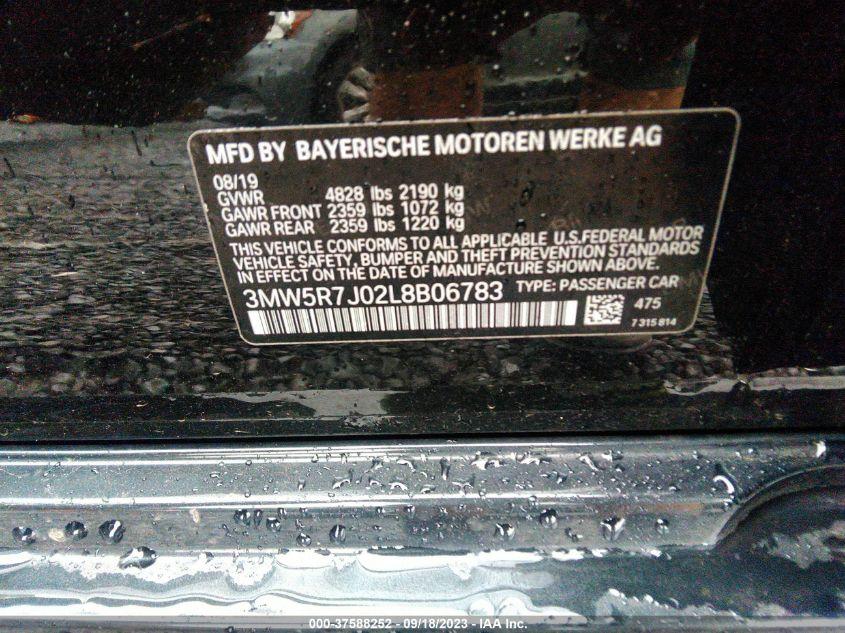 MFD BY BAYERISCHE MOTOREN WERKE AG
08/19
GVWR 4828 lbs 2190 kg
GAWR FRONT 2359 lbs 1072 kg
GAWR REAR 2359 lbs 1220 kg
THIS VEHICLE CONFORMS TO ALL APPLICABLE U.S.FEDERAL MOTOR
VEHICLE SAFETY, BUMPER AND THEFT PREVENTION STANDARDS
IN EFFECT ON THE DATE OF MANUFACTURE SHOWN ABOVE.
3MW5R7J02L8B06783 TYPE: PASSENGER CAR
475
7 315 814
000-37588252 - 09/18/2023 - IAA Inc.